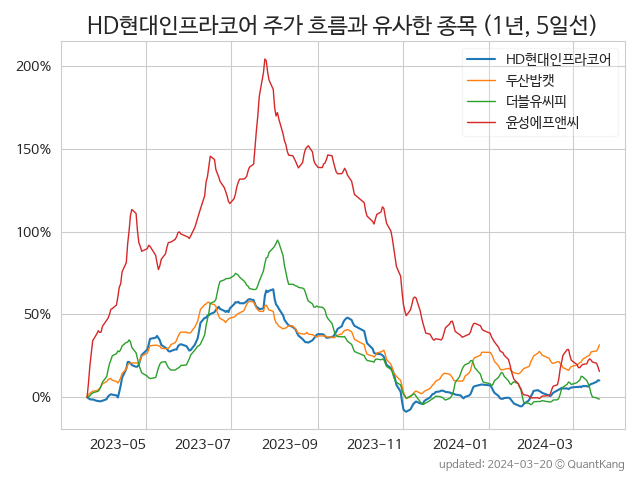 HD현대인프라코어 주가 흐름과 유사한 종목 (1년, 5일선)
HD현대인프라코어
두산밥캣
더블유씨피
윤성에프앤씨
200%
150%
100%
50%
0%
2023-05 2023-07 2023-09 2023-11 2024-01 2024-03
updated: 2024-03-20 © QuantKang